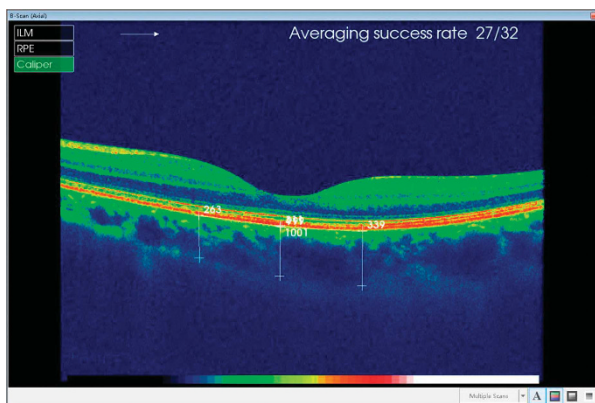 B-Scan (Axial)
ILM
RPE
Caliper
Averaging success rate 27/32
263
1001
339
Multiple Scans
A